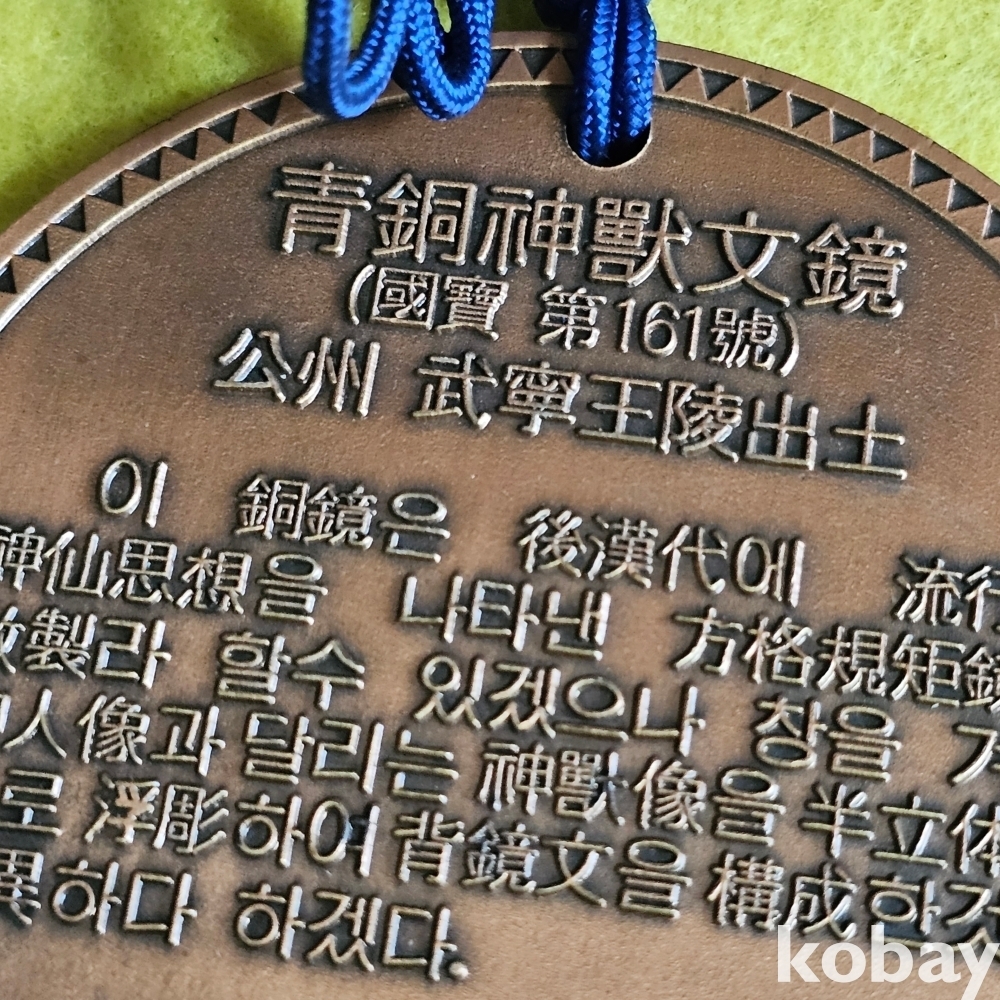 青銅神獸文鏡
(國寶 第161號)
公州 武寧王陵出土
이 銅鏡은 後漢代에 流行
神仙思想을 나타낸 方格規矩鏡
製라 할수 있겠으나 창을
人像과 달리는 神獸像을 半立体
로 浮彫하여 背鏡文을 構成한것
異하다 하겠다.
kobay